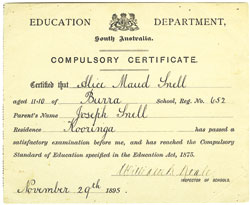 EDUCATION DEPARTMENT,
South Australia.
COMPULSORY CERTIFICATE.
Certified that Alice Maud Snell
aged 11·10 of Burra School, Reg. No. 652
Parent's Name Joseph Snell
Residence Kooringa has passed a
satisfactory examination before me, and has reached the Compulsory
Standard of Education specified in the Education Act, 1875.
INSPECTOR OF SCHOOLS.
November 29th 1895.